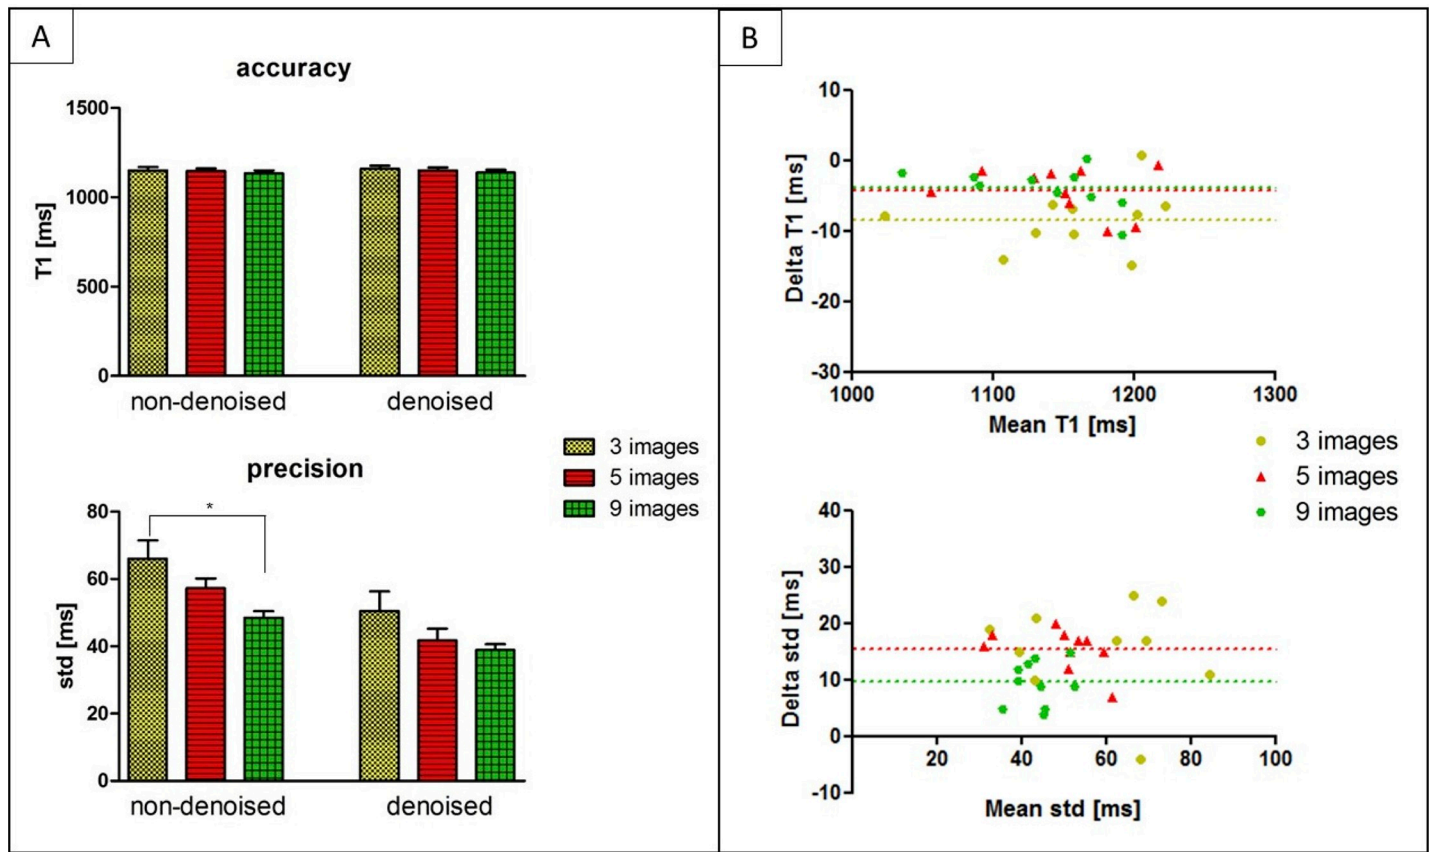 A
accuracy
1500
1000
500
0
T1 [ms]
non-denoised
denoised
precision
3 images
5 images
9 images
80
60
40
20
0
std [ms]
*
non-denoised
denoised
B
10
0
-10
-20
-30
Delta T1 [ms]
1000
1100
1200
1300
Mean T1 [ms]
3 images
5 images
9 images
40
30
20
10
0
-10
Delta std [ms]
20
40
60
80
100
Mean std [ms]